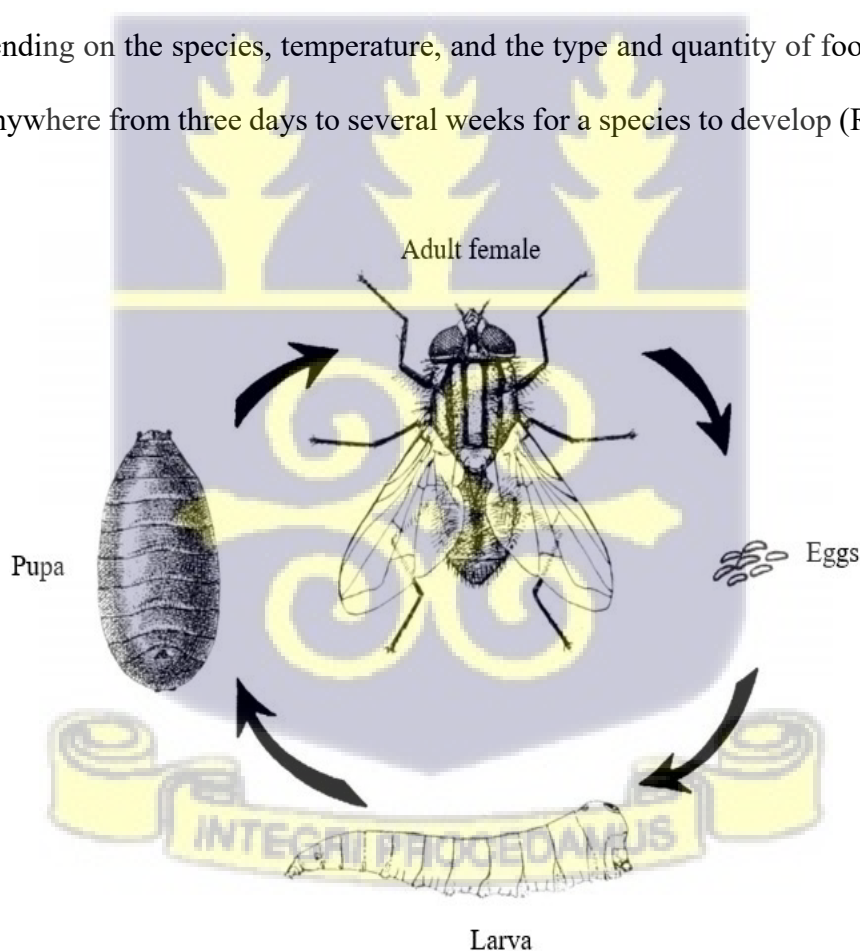 ending on the species, temperature, and the type and quantity of foo
nywhere from three days to several weeks for a species to develop (R
Adult female
Pupa
Eggs
Larva
INTEGRI PROCEDAMUS